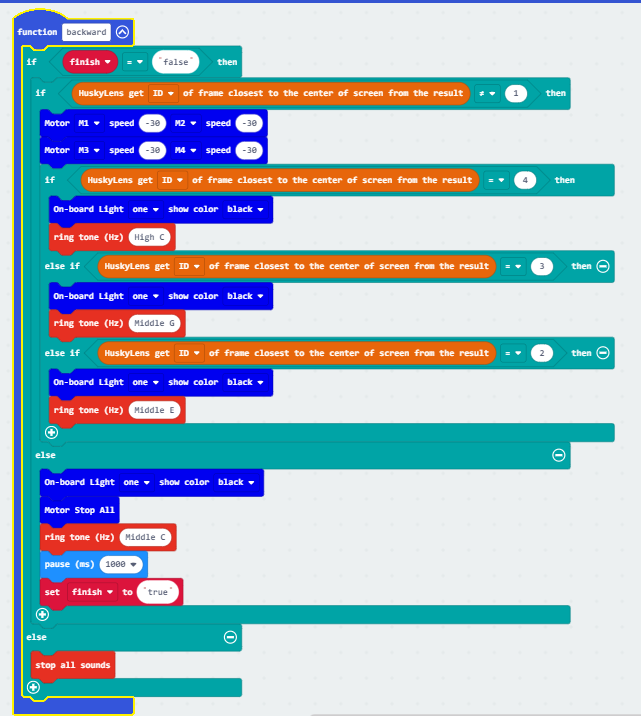 function backward
if finish = "false" then
if HuskyLens get ID of frame closest to the center of screen from the result ≠ 1 then
Motor M1 speed -30 M2 speed -30
Motor M3 speed -30 M4 speed -30
if HuskyLens get ID of frame closest to the center of screen from the result = 4 then
On-board Light one show color black
ring tone (Hz) High C
else if HuskyLens get ID of frame closest to the center of screen from the result = 3 then
On-board Light one show color black
ring tone (Hz) Middle G
else if HuskyLens get ID of frame closest to the center of screen from the result = 2 then
On-board Light one show color black
ring tone (Hz) Middle E
else
On-board Light one show color black
Motor Stop All
ring tone (Hz) Middle C
pause (ms) 1000
set finish to "true"
else
stop all sounds